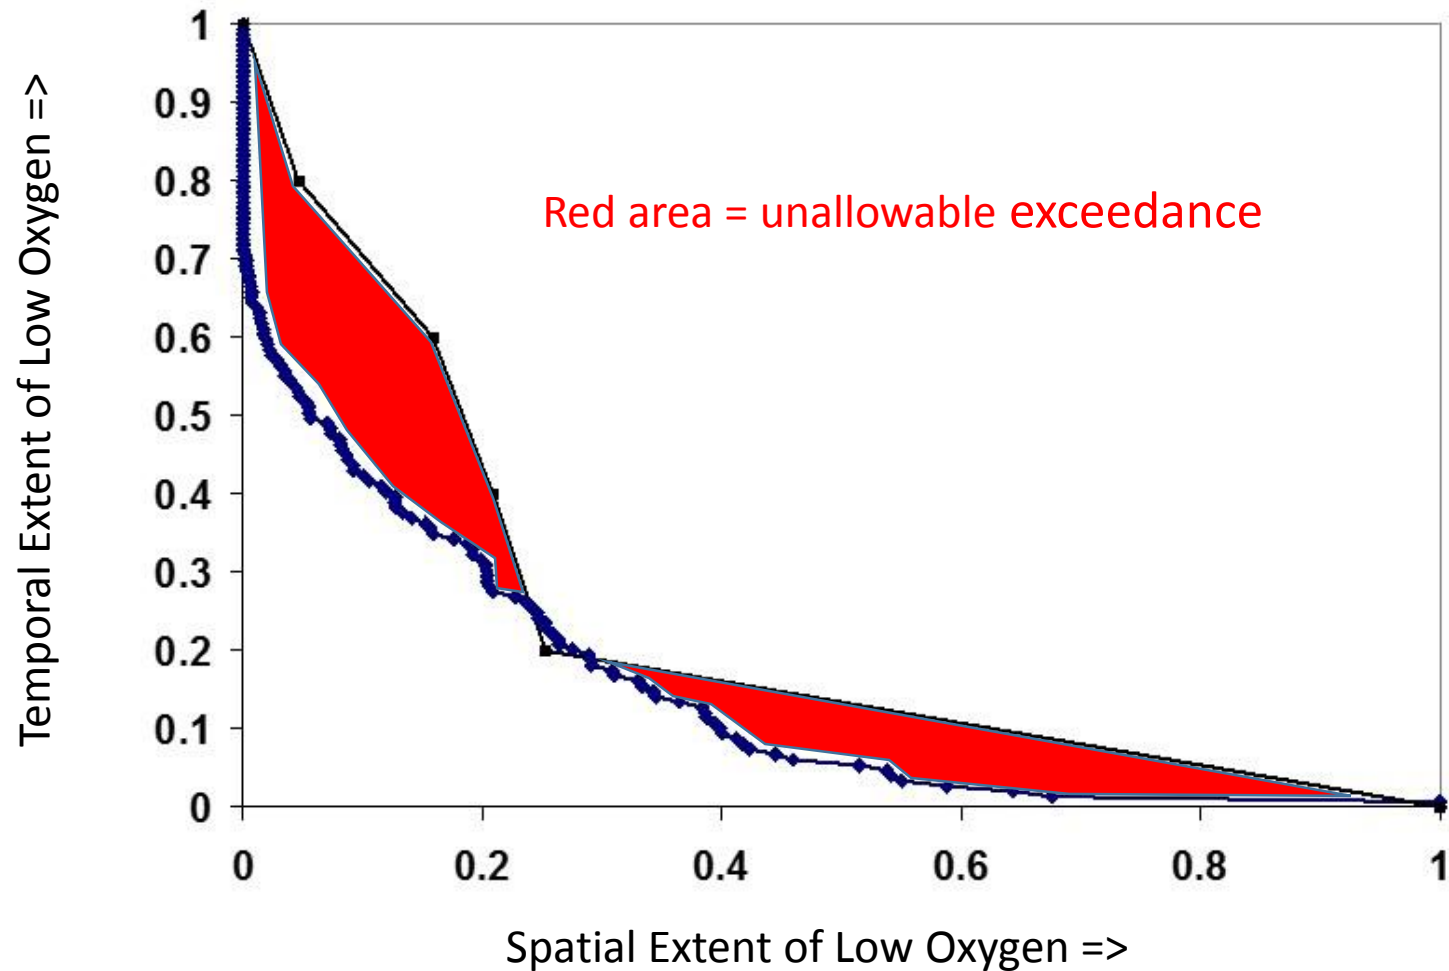 Temporal Extent of Low Oxygen =>
1
0.9
0.8
0.7
0.6
0.5
0.4
0.3
0.2
0.1
0
Red area = unallowable exceedance
0 0.2 0.4 0.6 0.8 1
Spatial Extent of Low Oxygen =>